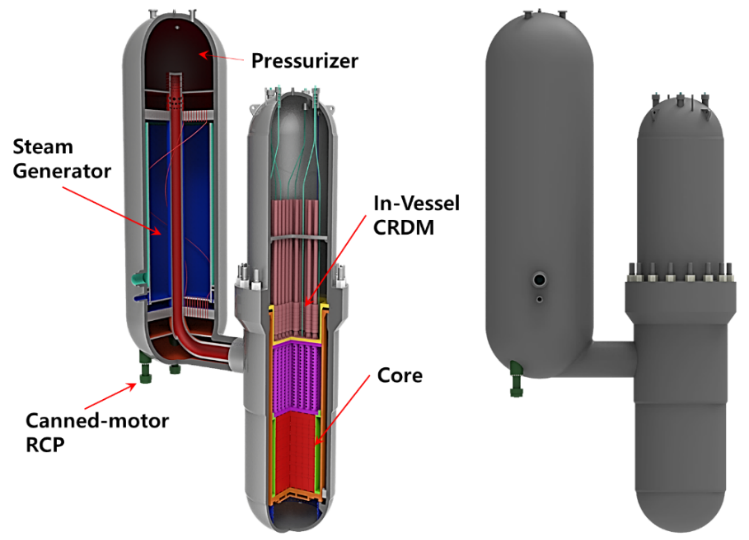 Pressurizer
Steam
Generator
In-Vessel
CRDM
Core
Canned-motor
RCP